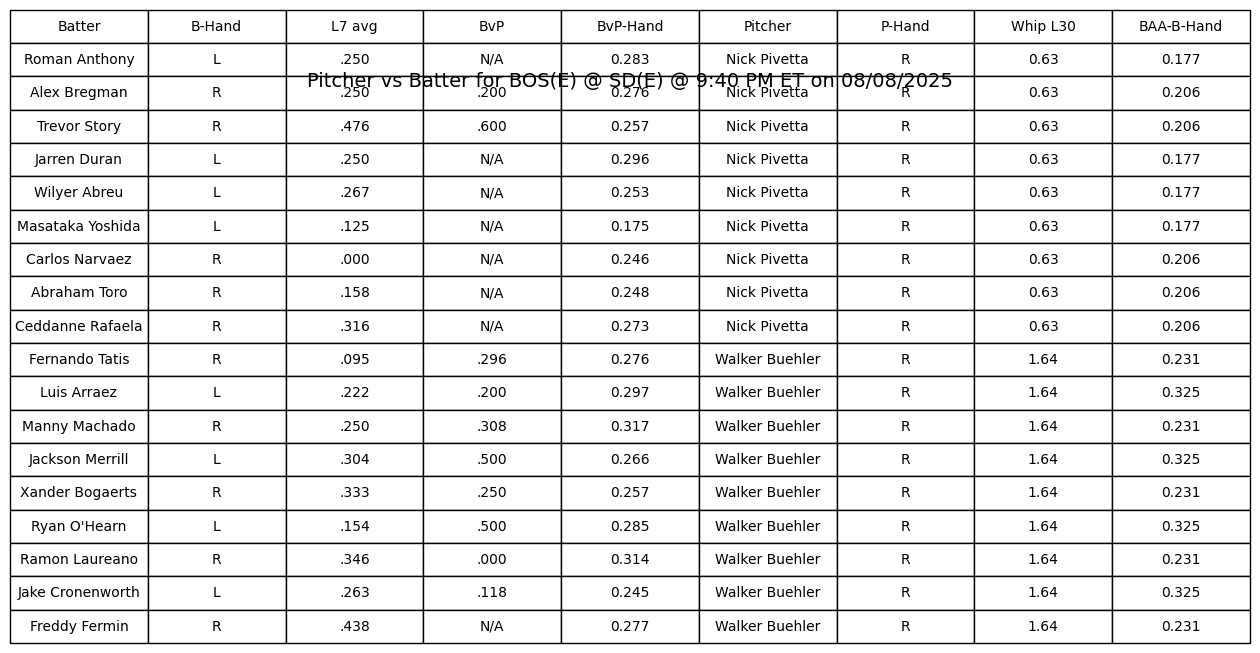 Batter B-Hand L7 avg BvP BvP-Hand Pitcher P-Hand Whip L30 BAA-B-Hand
Roman Anthony L .250 N/A 0.283 Nick Pivetta R 0.63 0.177
Pitcher vs Batter for BOS(E) @ SD(E) @ 9:40 PM ET on 08/08/2025
Alex Bregman R .250 .200 0.276 Nick Pivetta R 0.63 0.206
Trevor Story R .476 .600 0.257 Nick Pivetta R 0.63 0.206
Jarren Duran L .250 N/A 0.296 Nick Pivetta R 0.63 0.177
Wilyer Abreu L .267 N/A 0.253 Nick Pivetta R 0.63 0.177
Masataka Yoshida L .125 N/A 0.175 Nick Pivetta R 0.63 0.177
Carlos Narvaez R .000 N/A 0.246 Nick Pivetta R 0.63 0.206
Abraham Toro R .158 N/A 0.248 Nick Pivetta R 0.63 0.206
Ceddanne Rafaela R .316 N/A 0.273 Nick Pivetta R 0.63 0.206
Fernando Tatis R .095 .296 0.276 Walker Buehler R 1.64 0.231
Luis Arraez L .222 .200 0.297 Walker Buehler R 1.64 0.325
Manny Machado R .250 .308 0.317 Walker Buehler R 1.64 0.231
Jackson Merrill L .304 .500 0.266 Walker Buehler R 1.64 0.325
Xander Bogaerts R .333 .250 0.257 Walker Buehler R 1.64 0.231
Ryan O'Hearn L .154 .500 0.285 Walker Buehler R 1.64 0.325
Ramon Laureano R .346 .000 0.314 Walker Buehler R 1.64 0.231
Jake Cronenworth L .263 .118 0.245 Walker Buehler R 1.64 0.325
Freddy Fermin R .438 N/A 0.277 Walker Buehler R 1.64 0.231